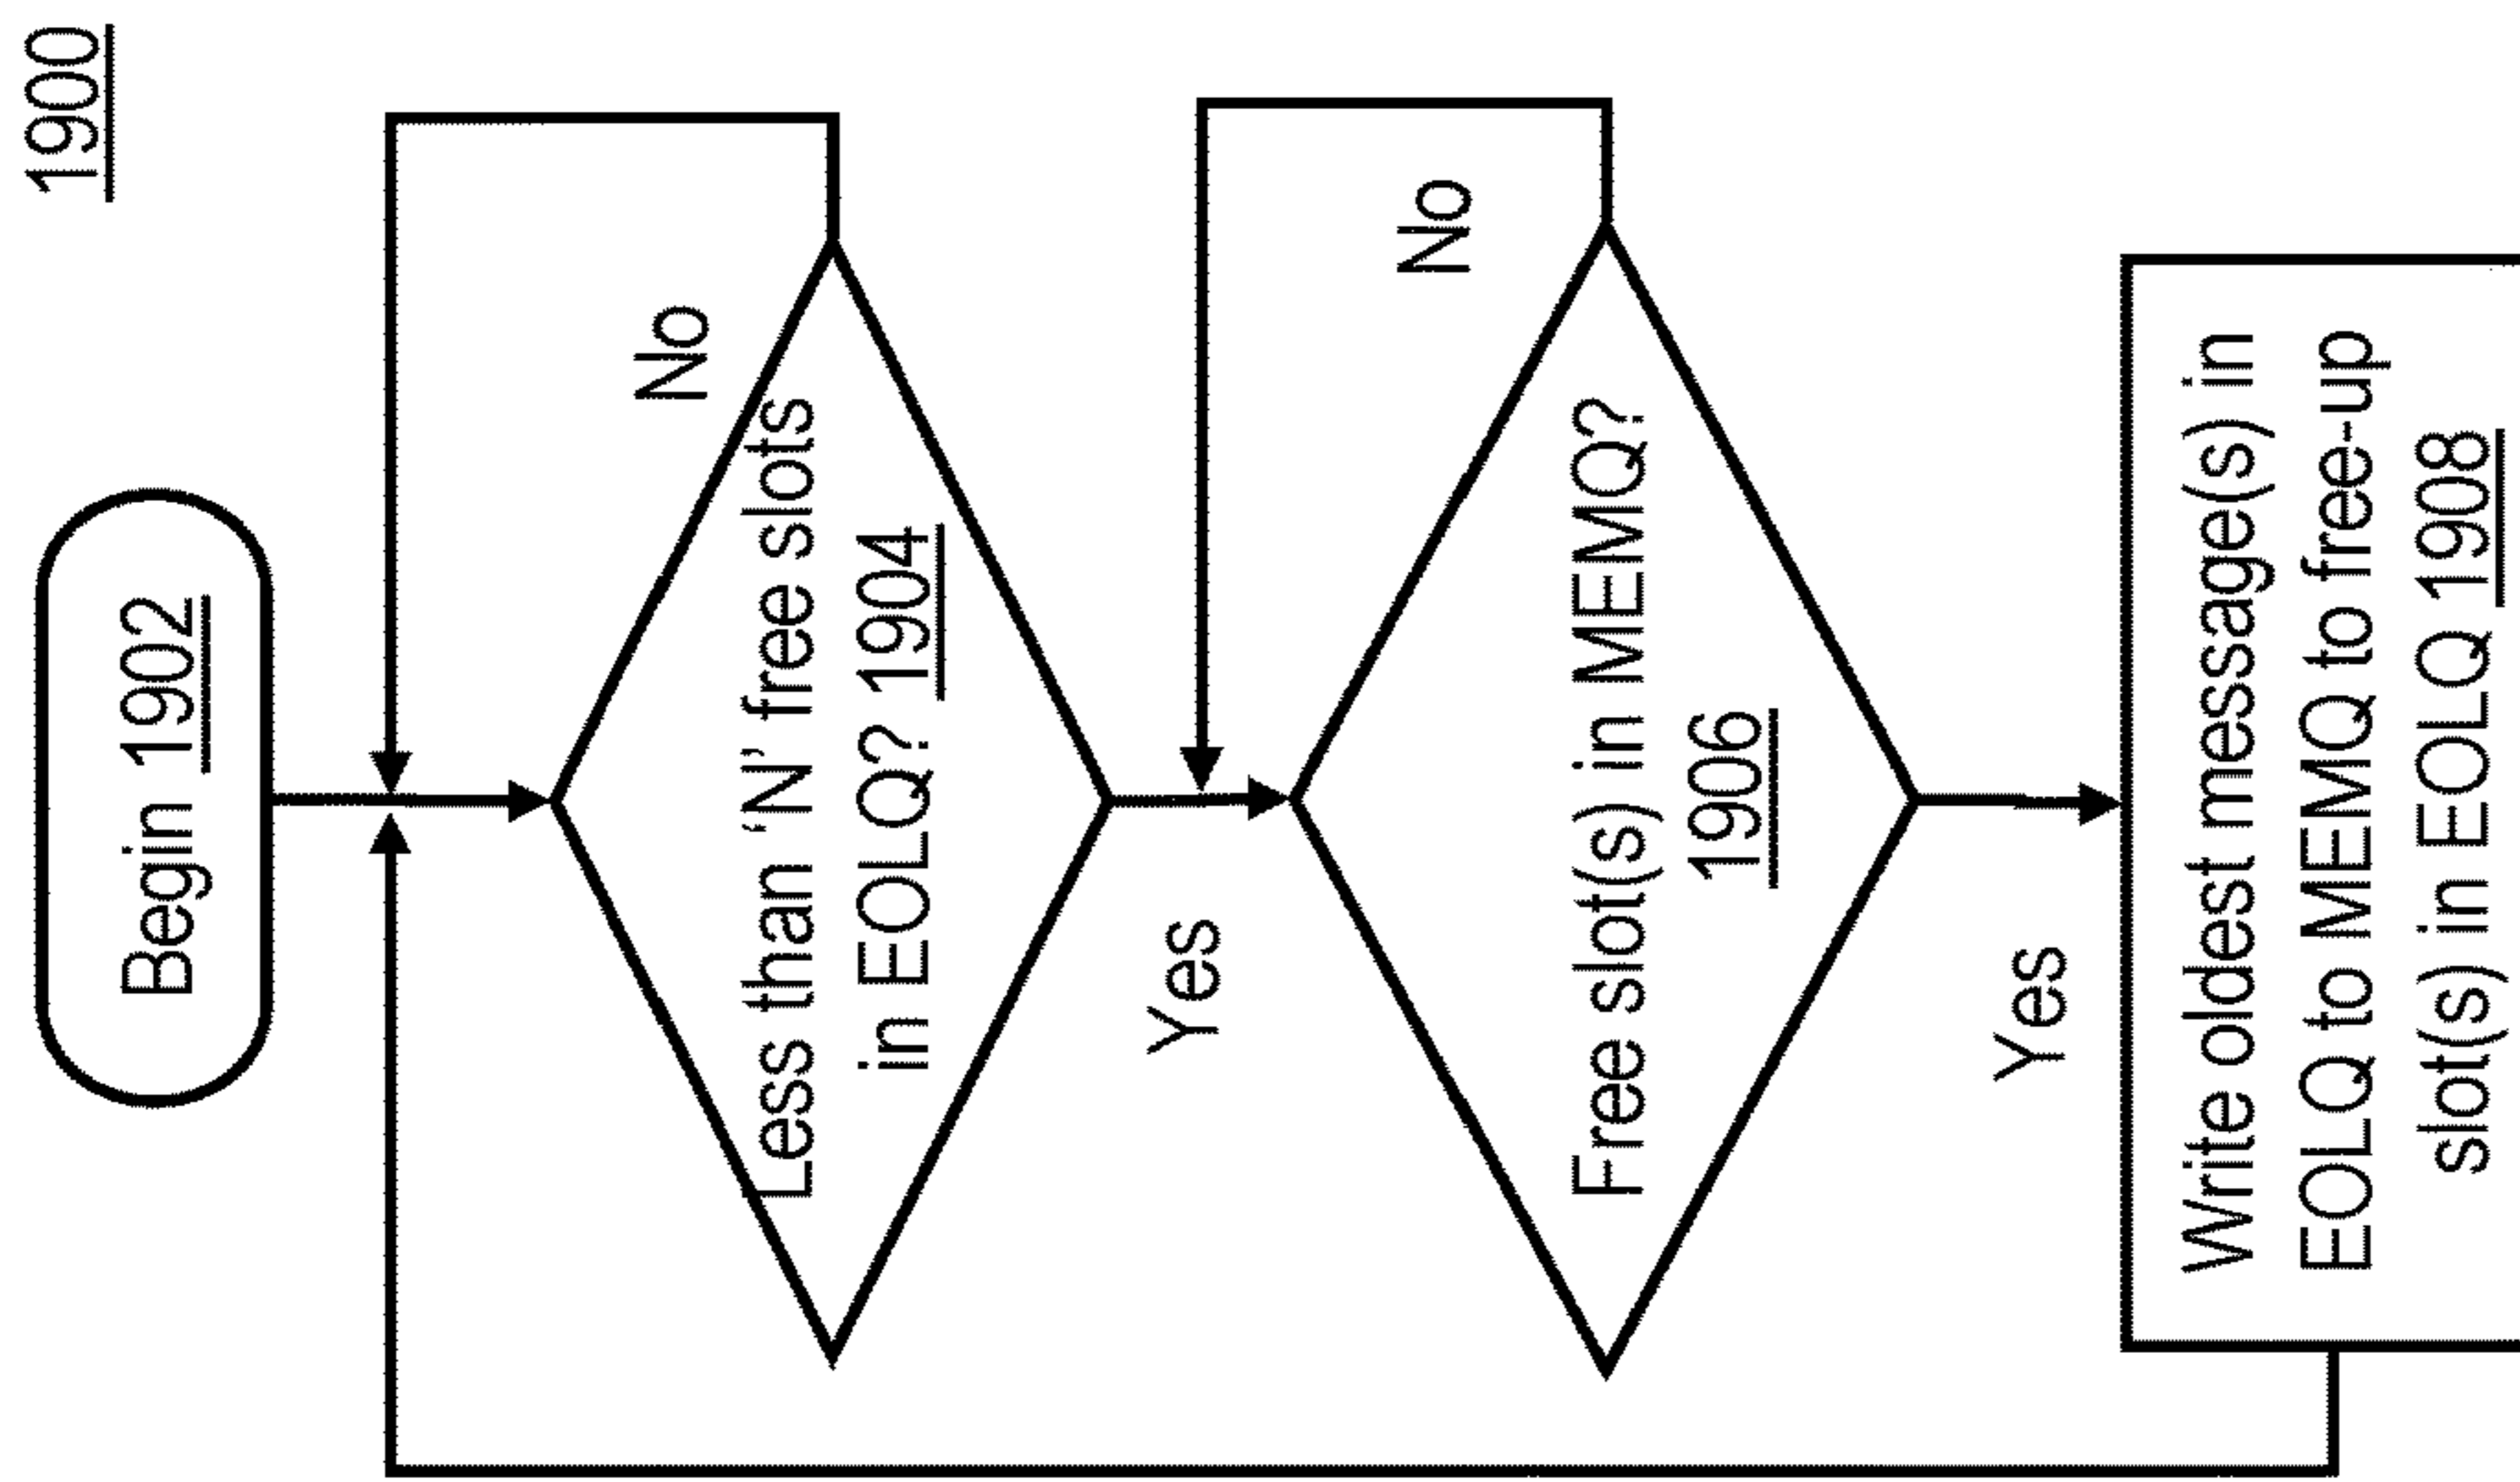 1900
Begin 1902
No
Less than ‘N’ free slots
in EOLQ? 1904
Yes
No
Free slot(s) in MEMQ?
1906
Yes
Write oldest message(s) in
EOLQ to MEMQ to free-up
slot(s) in EOLQ 1908